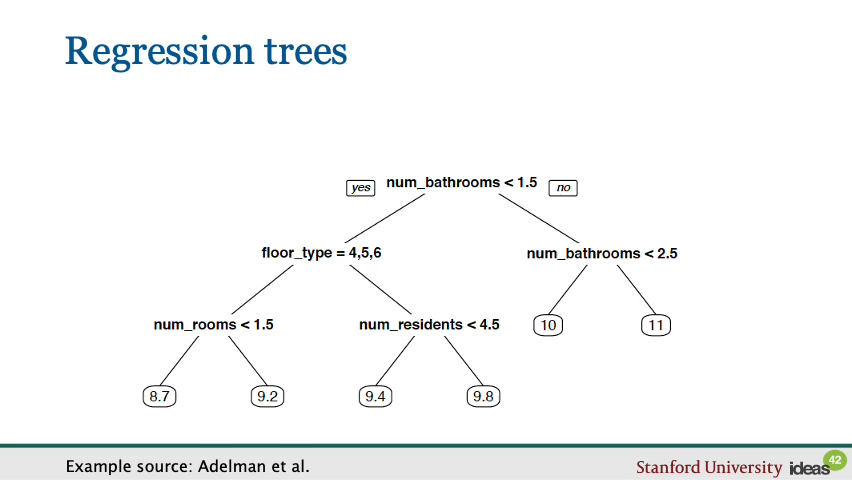 Regression trees
yes num_bathrooms < 1.5 no
floor_type = 4,5,6 num_bathrooms < 2.5
num_rooms < 1.5 num_residents < 4.5 10 11
8.7 9.2 9.4 9.8
Example source: Adelman et al.
Stanford University ideas 42